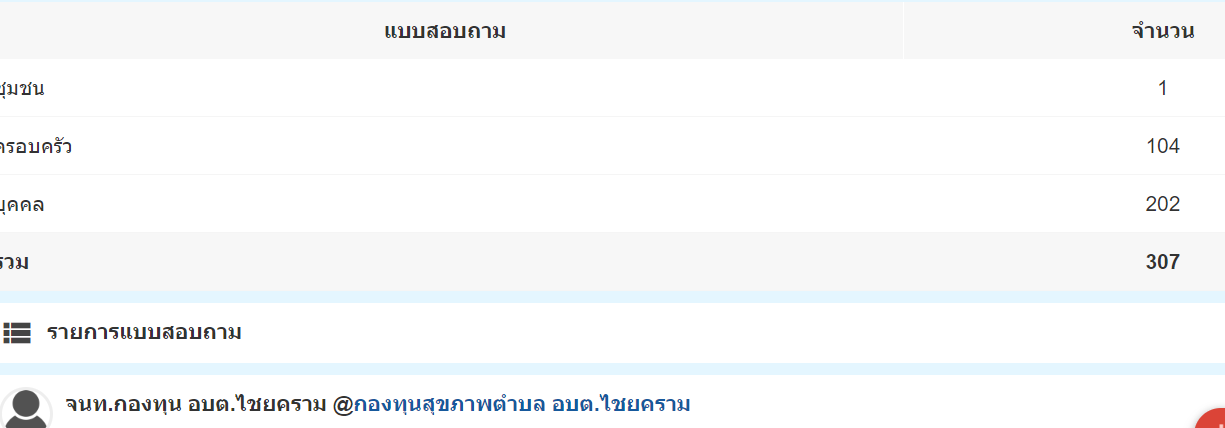 แบบสอบถาม จำนวน
ชุมชน 1
ครอบครัว 104
บุคคล 202
รวม 307
รายการแบบสอบถาม
จนท.กองทุน อบต.ไชยคราม @กองทุนสุขภาพตำบล อบต.ไชยคราม